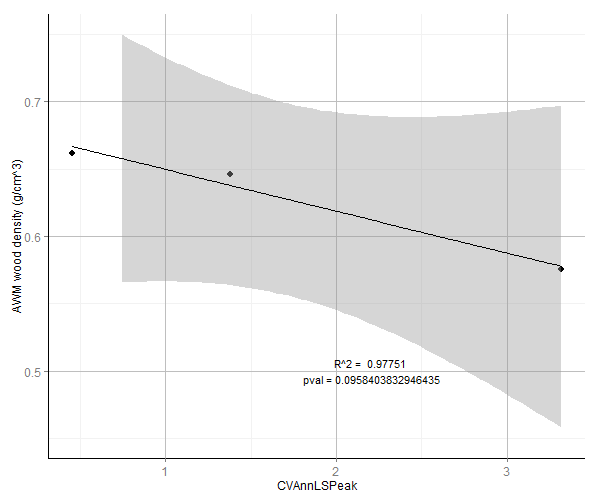 AWM wood density (g/cm^3)
0.7
0.6
0.5
R^2 =  0.97751
pval = 0.0958403832946435
1
2
3
CVAnnLSPeak